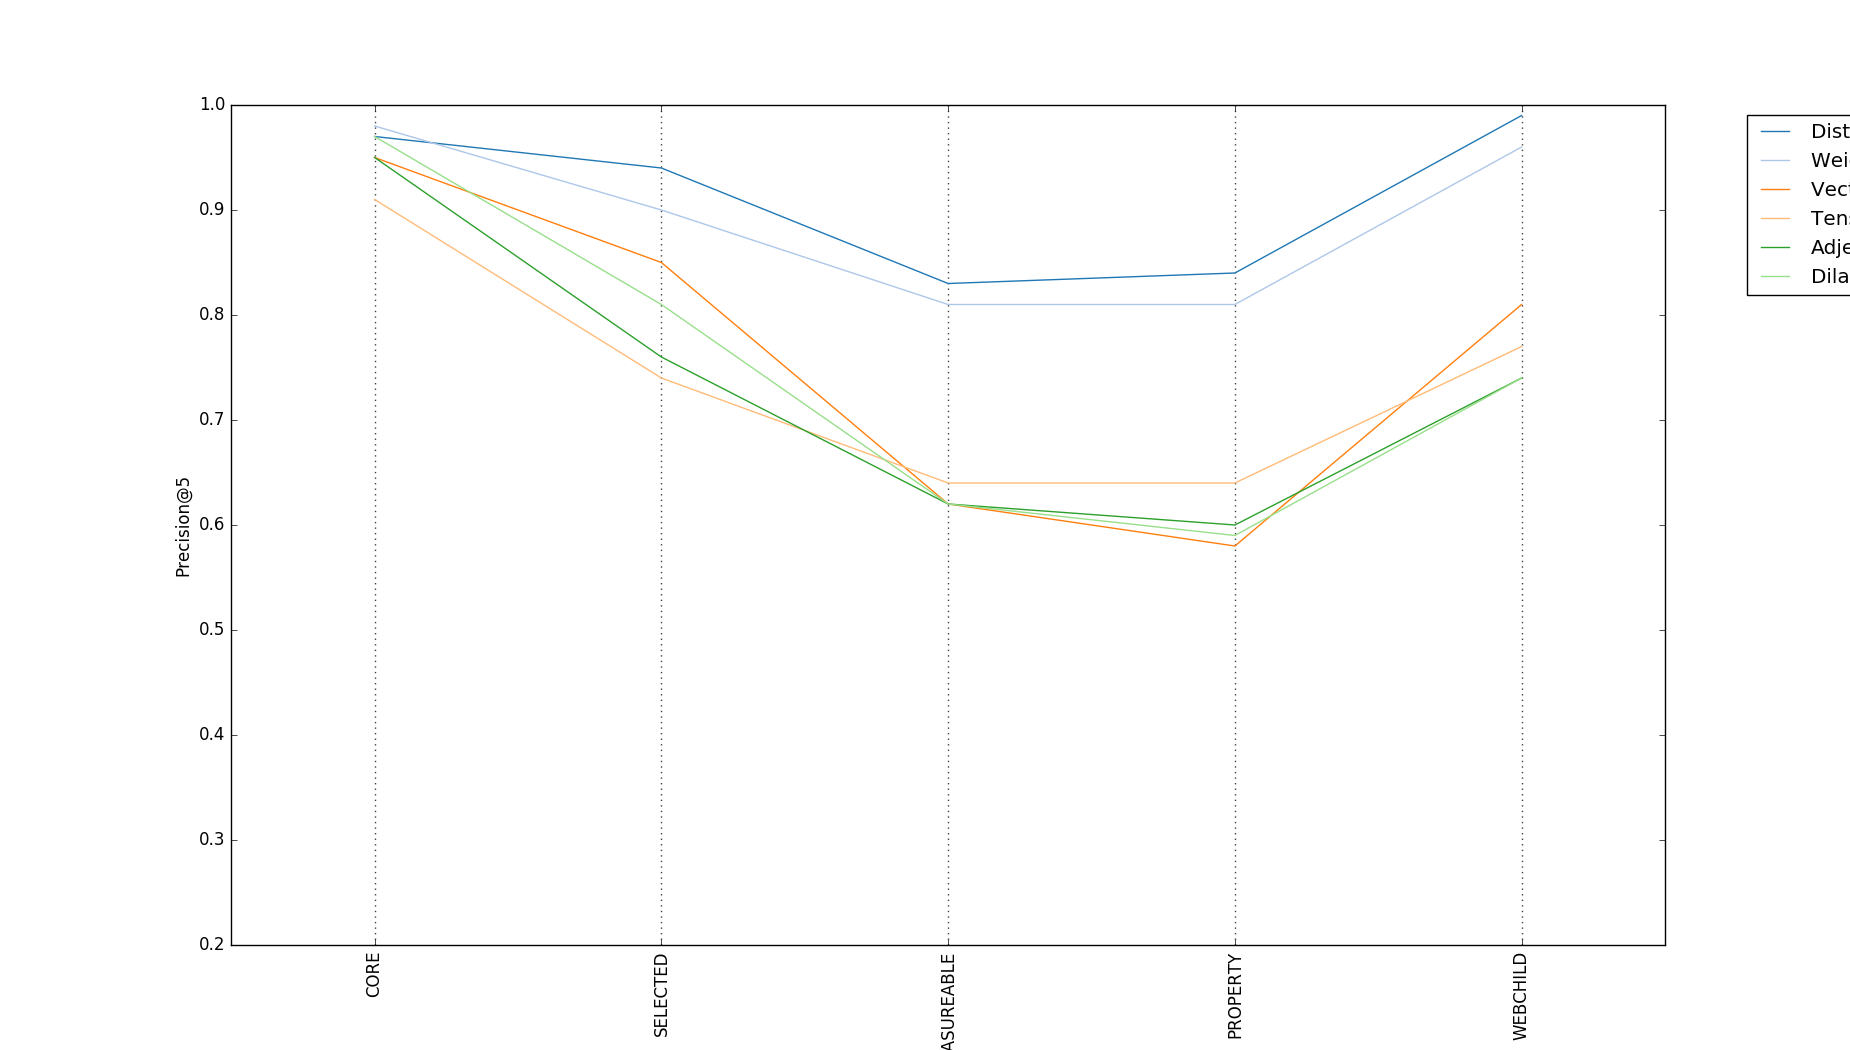 1.0
0.9
0.8
0.7
0.6
0.5
0.4
0.3
0.2
Precision@5
CORE
SELECTED
ASUREABLE
PROPERTY
WEBCHILD
Dist
Wei
Vect
Tens
Adje
Dila